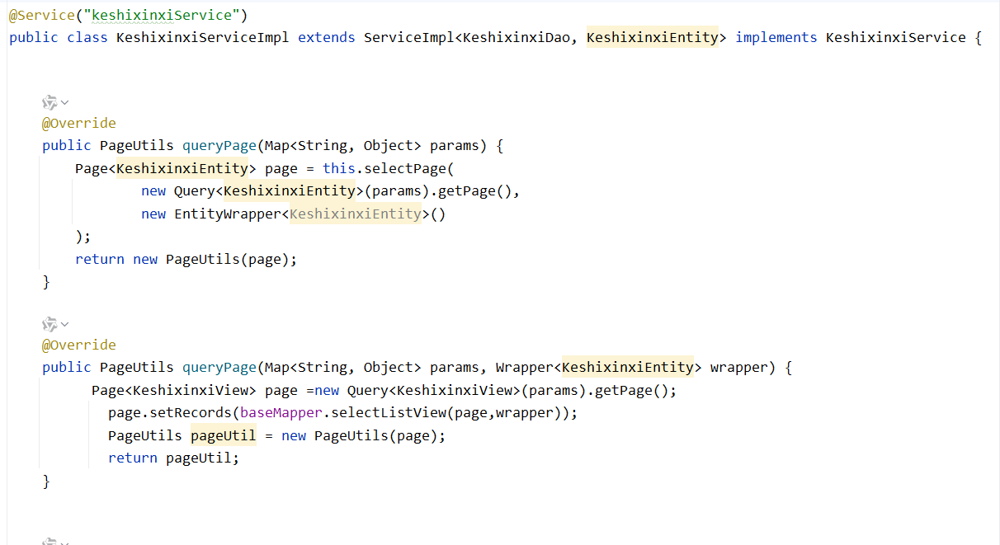 @Service("keshixinxiService")
public class KeshixinxiServiceImpl extends ServiceImpl<KeshixinxiDao, KeshixinxiEntity> implements KeshixinxiService {
@Override
public PageUtils queryPage(Map<String, Object> params) {
Page<KeshixinxiEntity> page = this.selectPage(
new Query<KeshixinxiEntity>(params).getPage(),
new EntityWrapper<KeshixinxiEntity>()
);
return new PageUtils(page);
}
@Override
public PageUtils queryPage(Map<String, Object> params, Wrapper<KeshixinxiEntity> wrapper) {
Page<KeshixinxiView> page =new Query<KeshixinxiView>(params).getPage();
page.setRecords(baseMapper.selectListView(page,wrapper));
PageUtils pageUtil = new PageUtils(page);
return pageUtil;
}